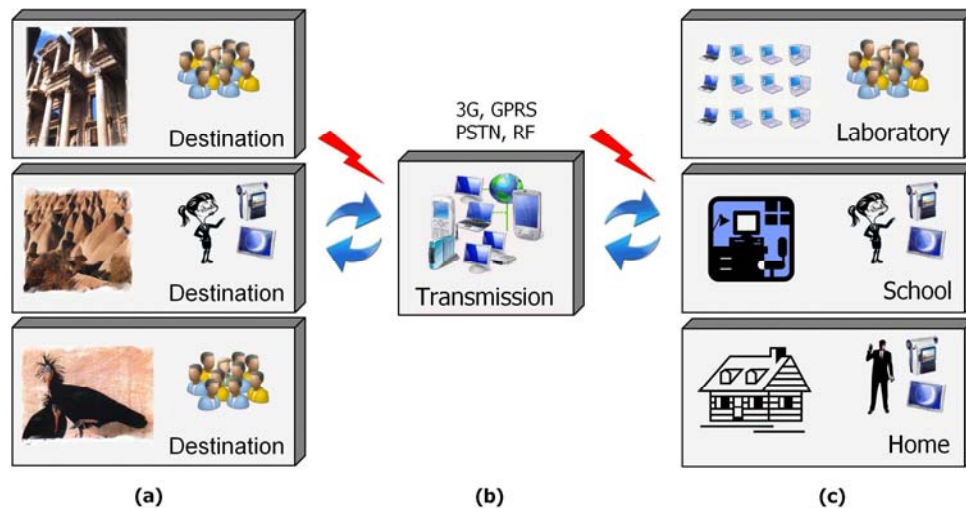 Destination
Destination
Destination
(a)
3G, GPRS
PSTN, RF
Transmission
(b)
Laboratory
School
Home
(c)